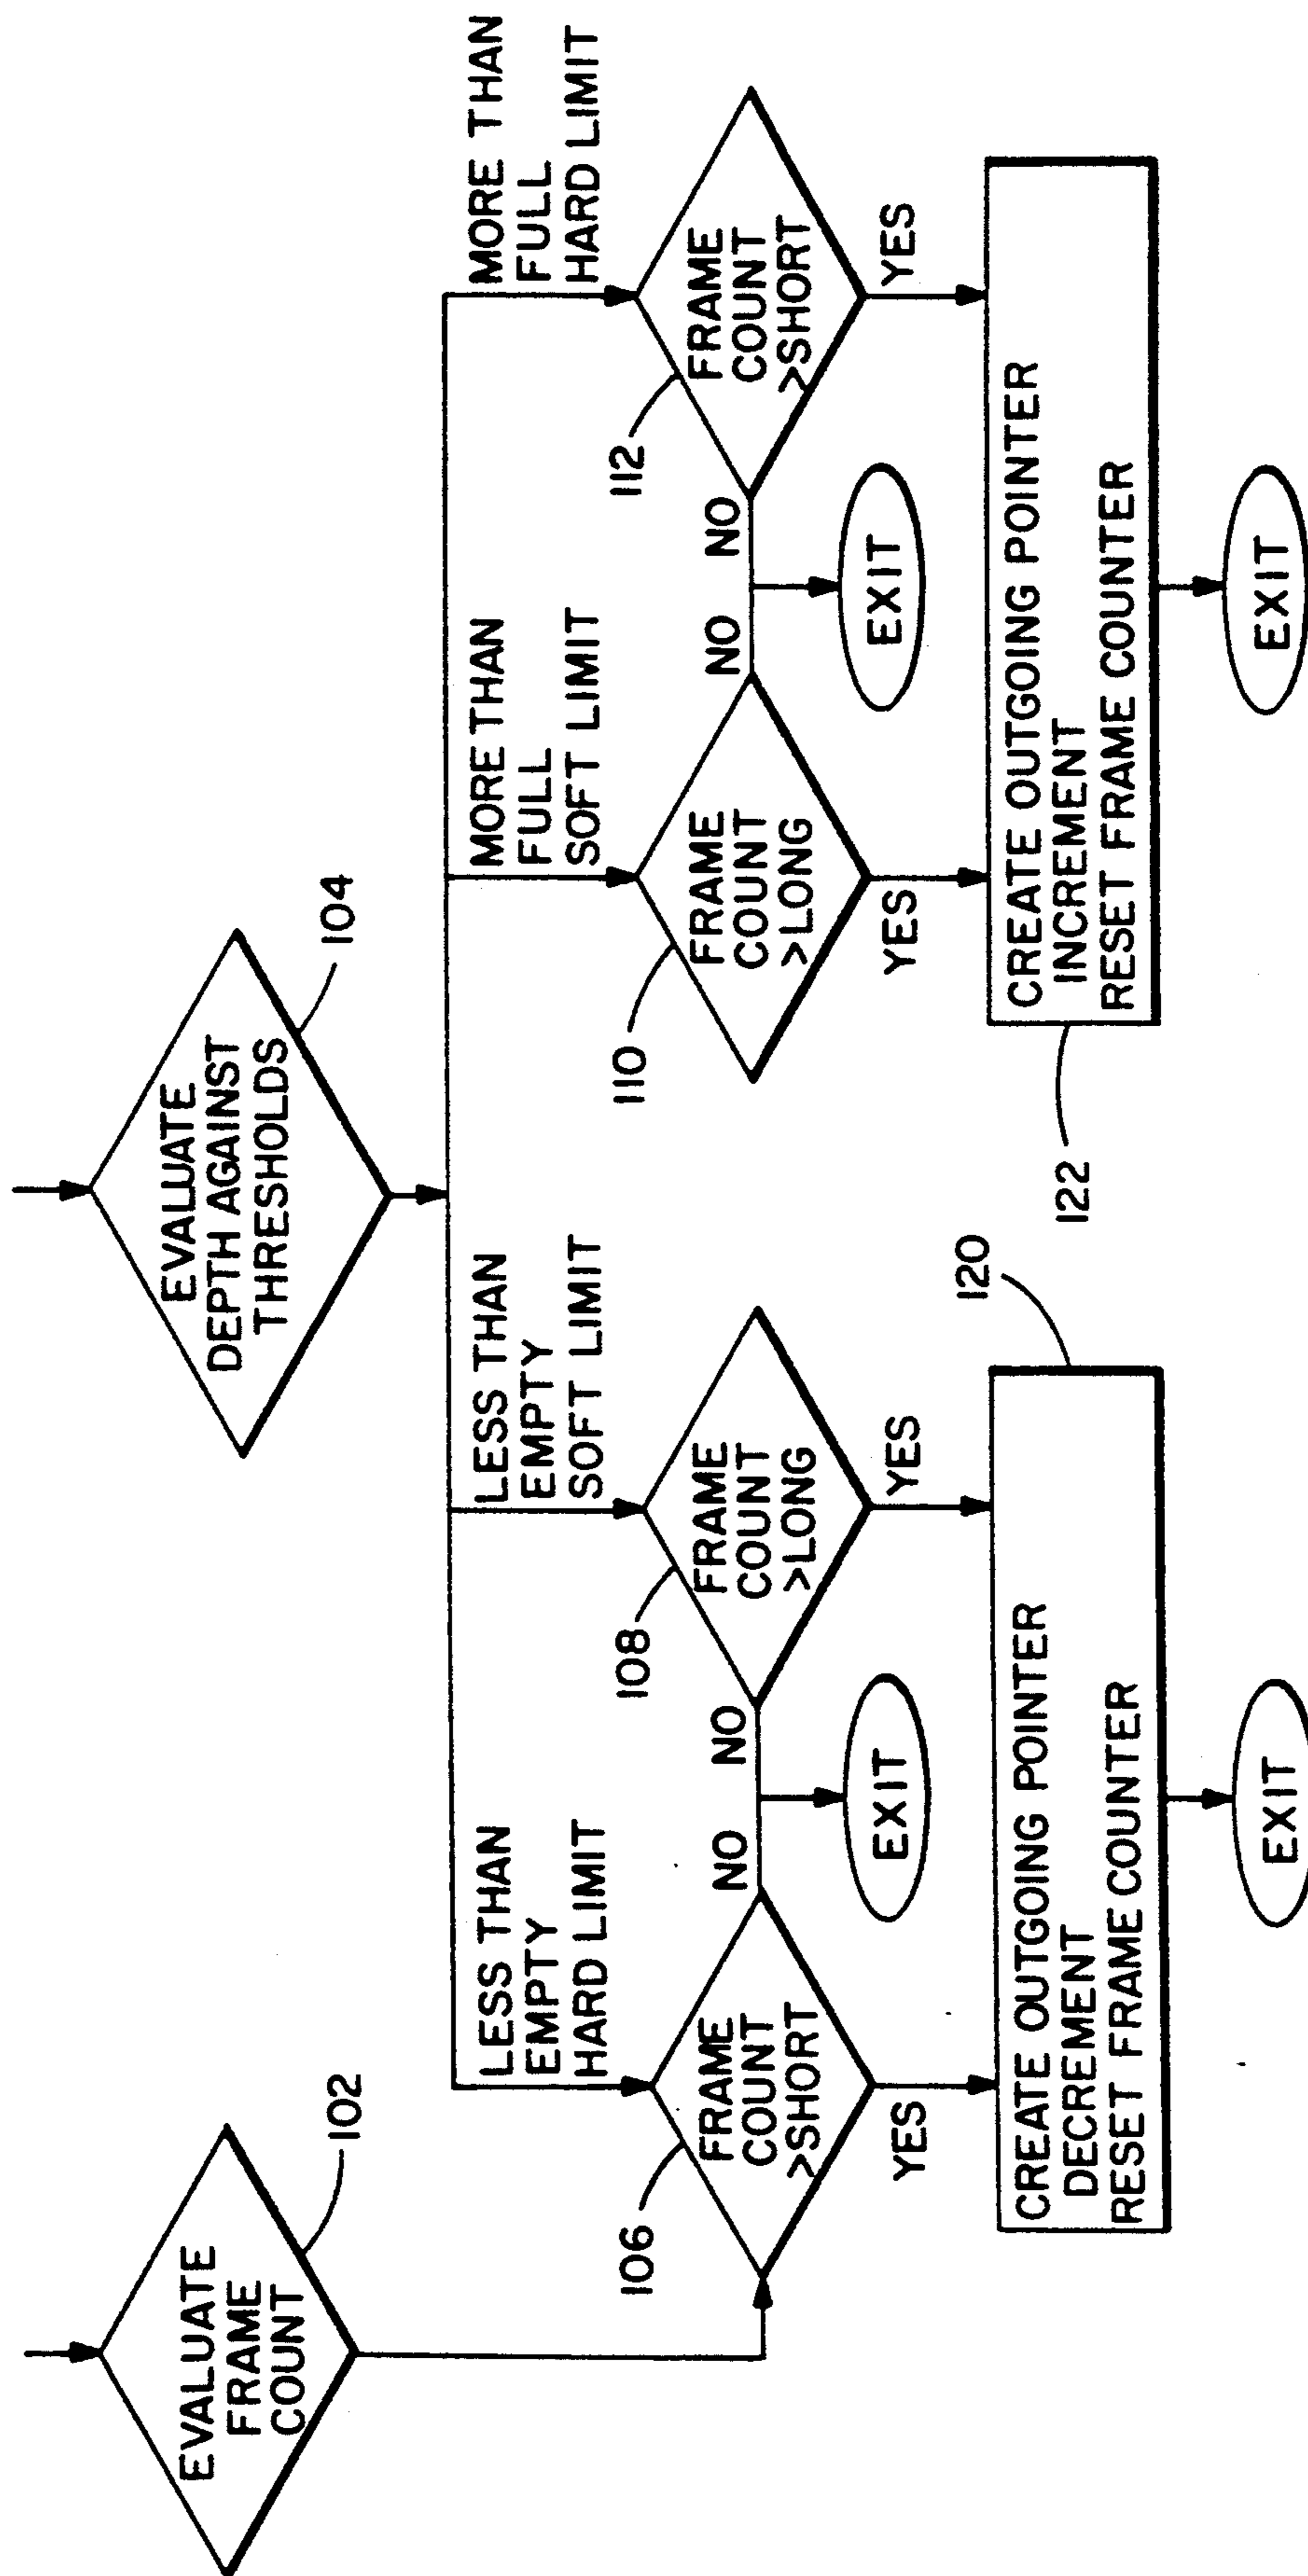 EVALUATE
FRAME
COUNT
102
EVALUATE
DEPTH AGAINST
THRESHOLDS
104
LESS THAN
EMPTY
HARD LIMIT
LESS THAN
EMPTY
SOFT LIMIT
MORE THAN
FULL
SOFT LIMIT
MORE THAN
FULL
HARD LIMIT
106
FRAME
COUNT
>SHORT
NO
NO
108
FRAME
COUNT
>LONG
110
FRAME
COUNT
>LONG
NO
NO
112
FRAME
COUNT
>SHORT
YES
EXIT
YES
YES
EXIT
YES
120
CREATE OUTGOING POINTER
DECREMENT
RESET FRAME COUNTER
122
CREATE OUTGOING POINTER
INCREMENT
RESET FRAME COUNTER
EXIT
EXIT